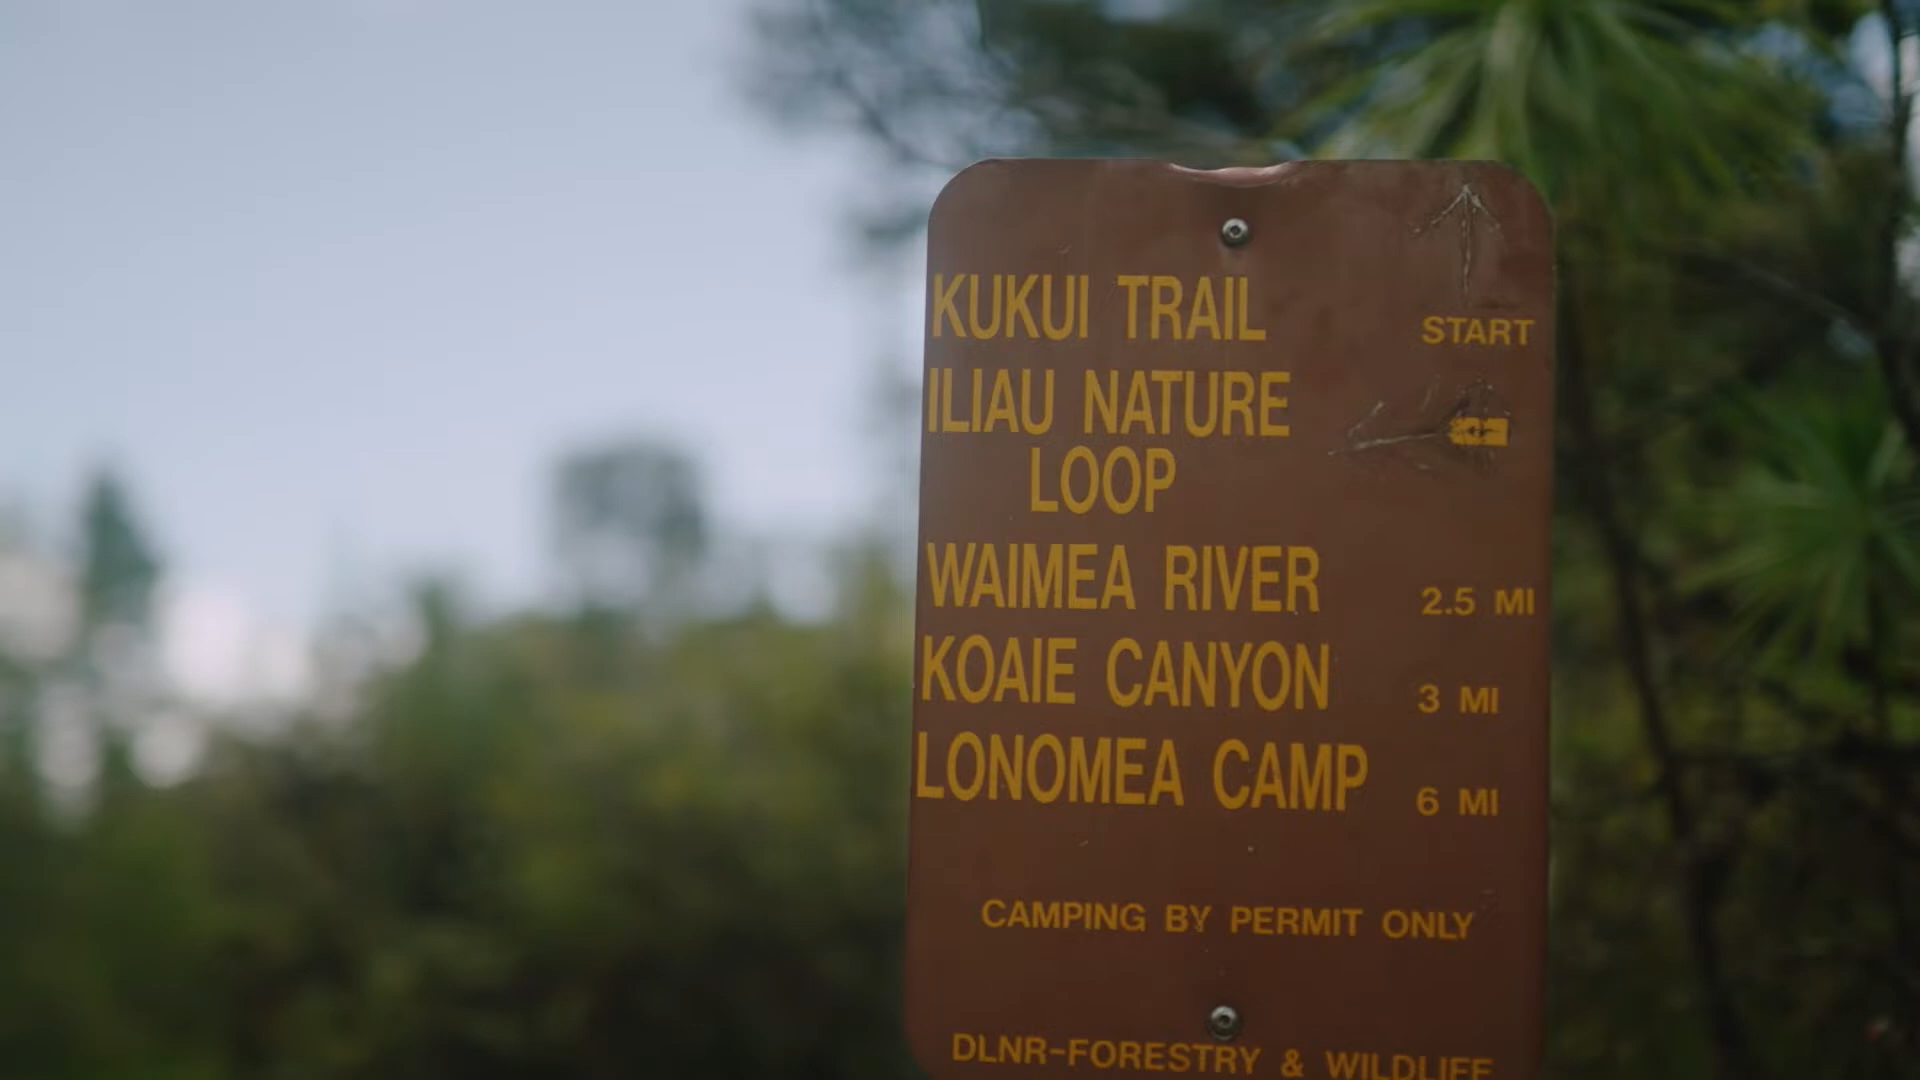 KUKUI TRAIL START
ILIAU NATURE
LOOP
WAIMEA RIVER 2.5 MI
KOAIE CANYON 3 MI
LONOMEA CAMP 6 MI
CAMPING BY PERMIT ONLY
DLNR-FORESTRY & WILDLIFE